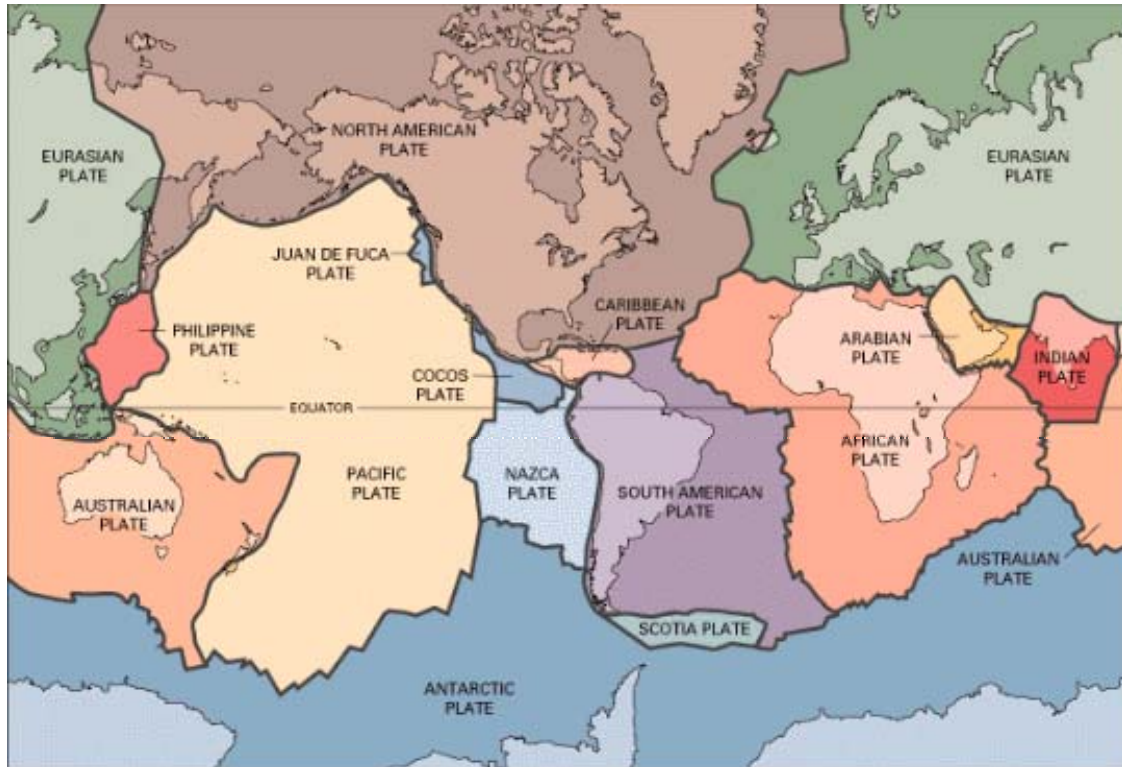 NORTH AMERICAN
PLATE
EURASIAN
PLATE
EURASIAN
PLATE
JUAN DE FUCA
PLATE
CARIBBEAN
PLATE
PHILIPPINE
PLATE
ARABIAN
PLATE
INDIAN
PLATE
COCOS
PLATE
EQUATOR
AFRICAN
PLATE
PACIFIC
PLATE
NAZCA
PLATE
SOUTH AMERICAN
PLATE
AUSTRALIAN
PLATE
AUSTRALIAN
PLATE
SCOTIA PLATE
ANTARCTIC
PLATE